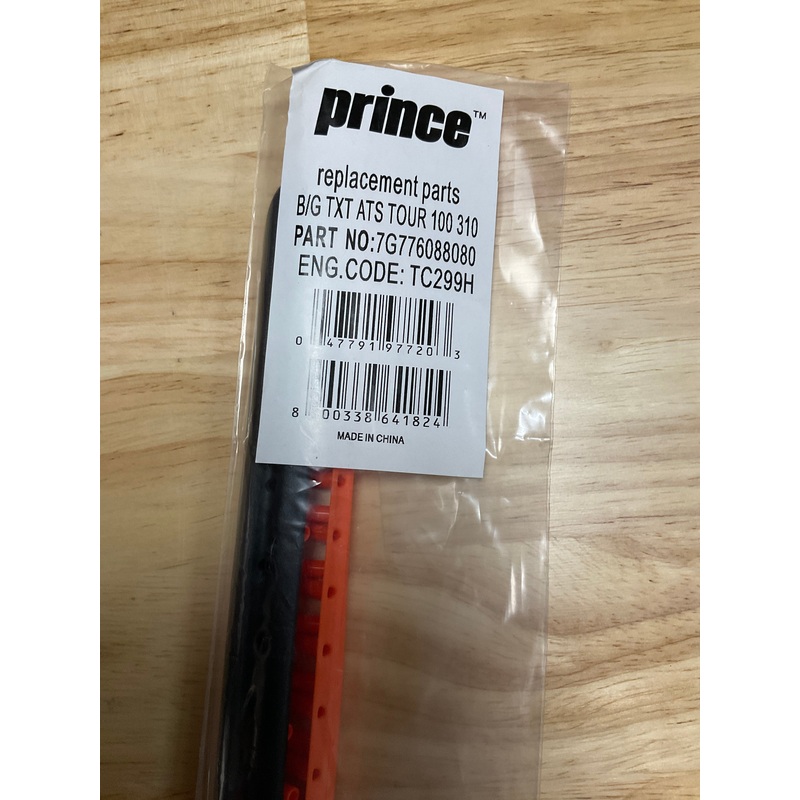 prince™
replacement parts
B/G TXT ATS TOUR 100 310
PART NO:7G776088080
ENG.CODE: TC299H
0 47791 97720 3
8 00338 641824
MADE IN CHINA